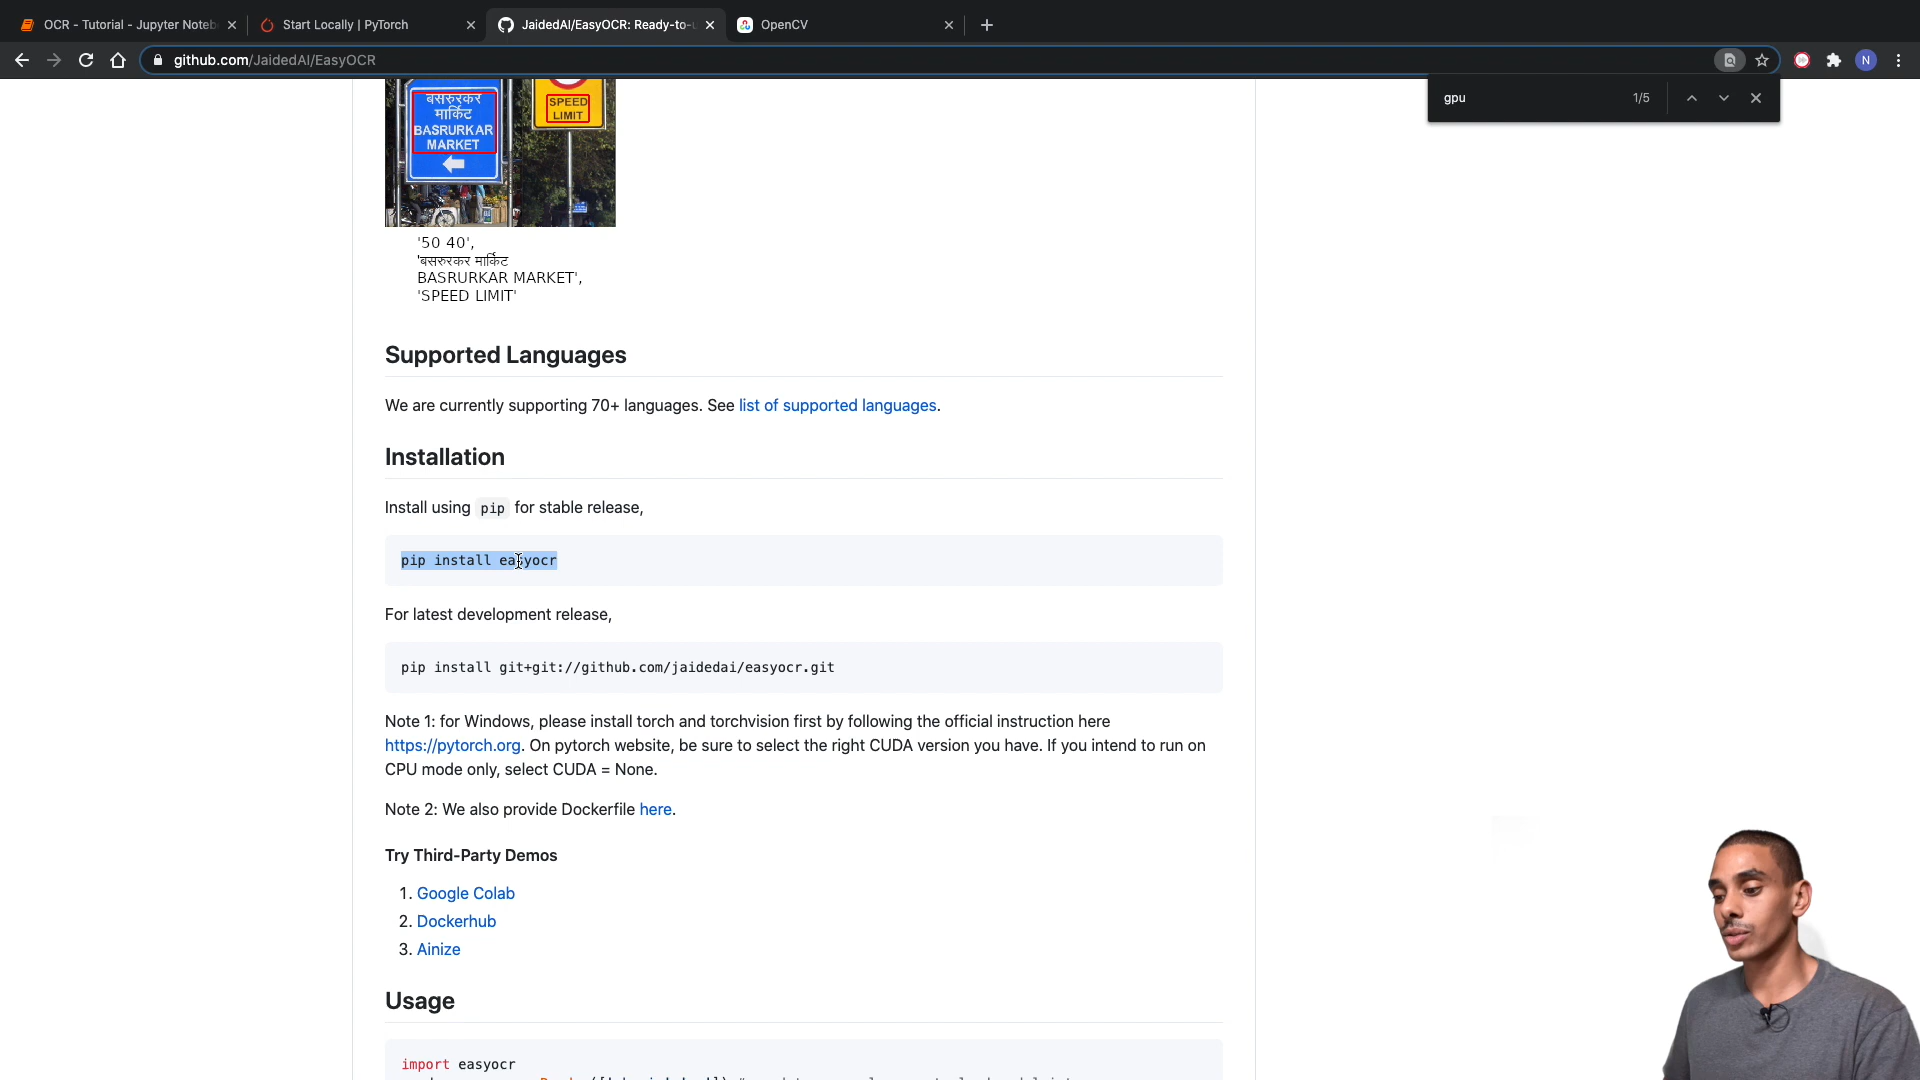 OCR - Tutorial - Jupyter Noteb
Start Locally | PyTorch
JaidedAI/EasyOCR: Ready-to-u
OpenCV
github.com/JaidedAI/EasyOCR
N
gpu
1/5
बसरुरकर
मार्किट
BASRURKAR
MARKET
SPEED
LIMIT
'50 40',
'बसरुरकर मार्किट
BASRURKAR MARKET',
'SPEED LIMIT'
Supported Languages
We are currently supporting 70+ languages. See list of supported languages.
Installation
Install using pip for stable release,
pip install easyocr
For latest development release,
pip install git+git://github.com/jaidedai/easyocr.git
Note 1: for Windows, please install torch and torchvision first by following the official instruction here
https://pytorch.org. On pytorch website, be sure to select the right CUDA version you have. If you intend to run on
CPU mode only, select CUDA = None.
Note 2: We also provide Dockerfile here.
Try Third-Party Demos
1. Google Colab
2. Dockerhub
3. Ainize
Usage
import easyocr